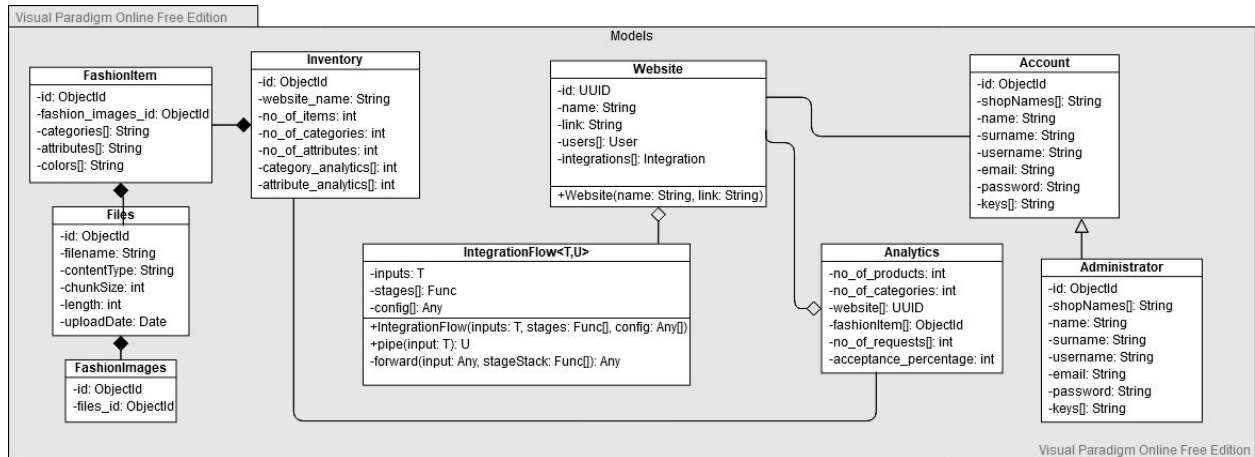 Visual Paradigm Online Free Edition
Models
FashionItem
-id: ObjectId
-fashion_images_id: ObjectId
-categories[]: String
-attributes[]: String
-colors[]: String
Inventory
-id: ObjectId
-website_name: String
-no_of_items: int
-no_of_categories: int
-no_of_attributes: int
-category_analytics[]: int
-attribute_analytics[]: int
Website
-id: UUID
-name: String
-link: String
-users[]: User
-integrations[]: Integration
+Website(name: String, link: String)
Account
-id: ObjectId
-shopNames[]: String
-name: String
-surname: String
-username: String
-email: String
-password: String
-keys[]: String
Files
-id: ObjectId
-filename: String
-contentType: String
-chunkSize: int
-length: int
-uploadDate: Date
IntegrationFlow<T,U>
-inputs: T
-stages[]: Func
-config[]: Any
+IntegrationFlow(inputs: T, stages: Func[], config: Any[])
+pipe(input: T): U
-forward(input: Any, stageStack: Func[]): Any
Analytics
-no_of_products: int
-no_of_categories: int
-website[]: UUID
-fashionItem[]: ObjectId
-no_of_requests[]: int
-acceptance_percentage: int
Administrator
-id: ObjectId
-shopNames[]: String
-name: String
-surname: String
-username: String
-email: String
-password: String
-keys[]: String
FashionImages
-id: ObjectId
-files_id: ObjectId
Visual Paradigm Online Free Edition